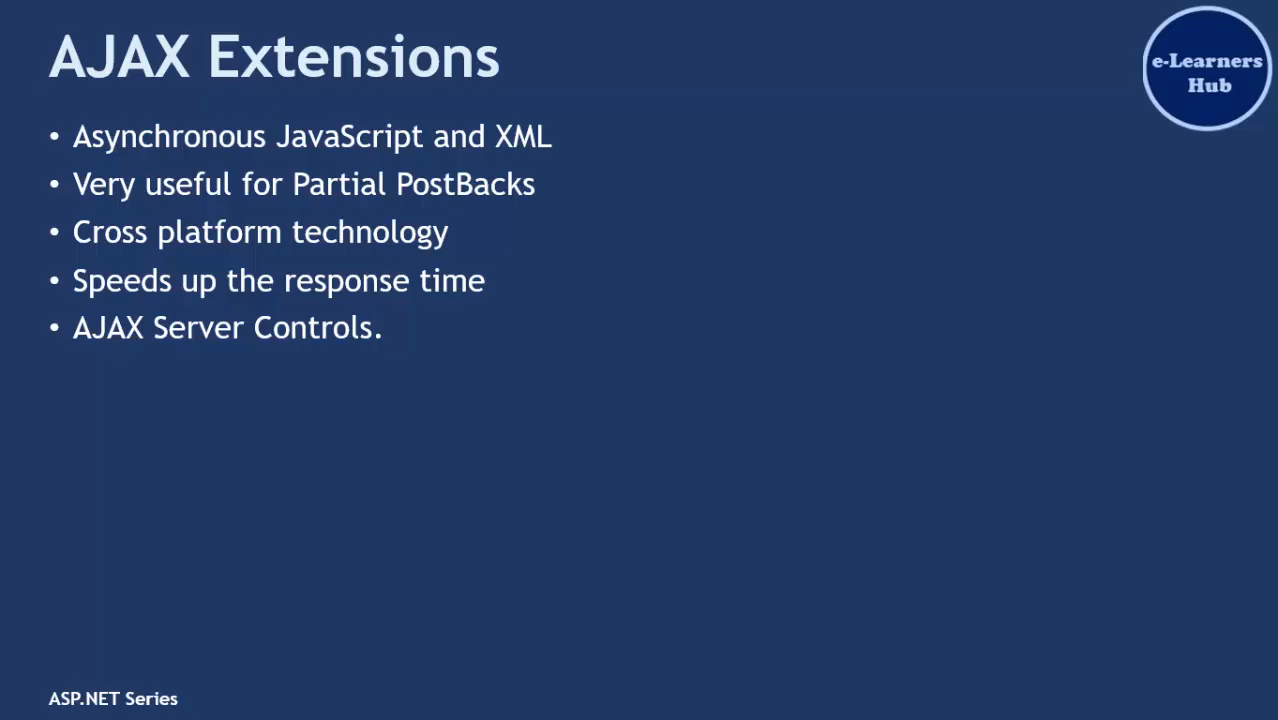 AJAX Extensions
e-Learners
Hub
• Asynchronous JavaScript and XML
• Very useful for Partial PostBacks
• Cross platform technology
• Speeds up the response time
• AJAX Server Controls.
ASP.NET Series